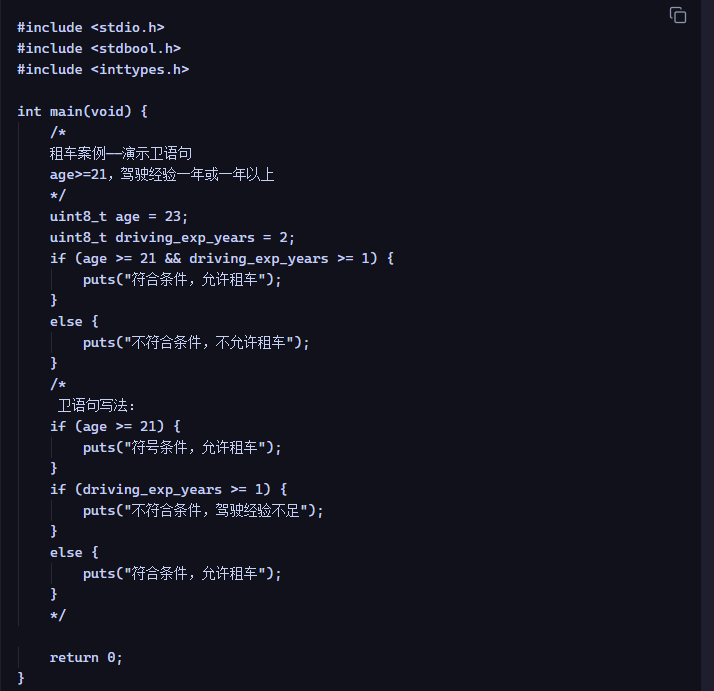 #include <stdio.h>
#include <stdbool.h>
#include <inttypes.h>

int main(void) {
    /*
    租车案例——演示卫语句
    age>=21，驾驶经验一年或一年以上
    */
    uint8_t age = 23;
    uint8_t driving_exp_years = 2;
    if (age >= 21 && driving_exp_years >= 1) {
        puts("符合条件，允许租车");
    }
    else {
        puts("不符合条件，不允许租车");
    }
    /*
     卫语句写法：
    if (age >= 21) {
        puts("符号条件，允许租车");
    }
    if (driving_exp_years >= 1) {
        puts("不符合条件，驾驶经验不足");
    }
    else {
        puts("符合条件，允许租车");
    }
    */

    return 0;
}